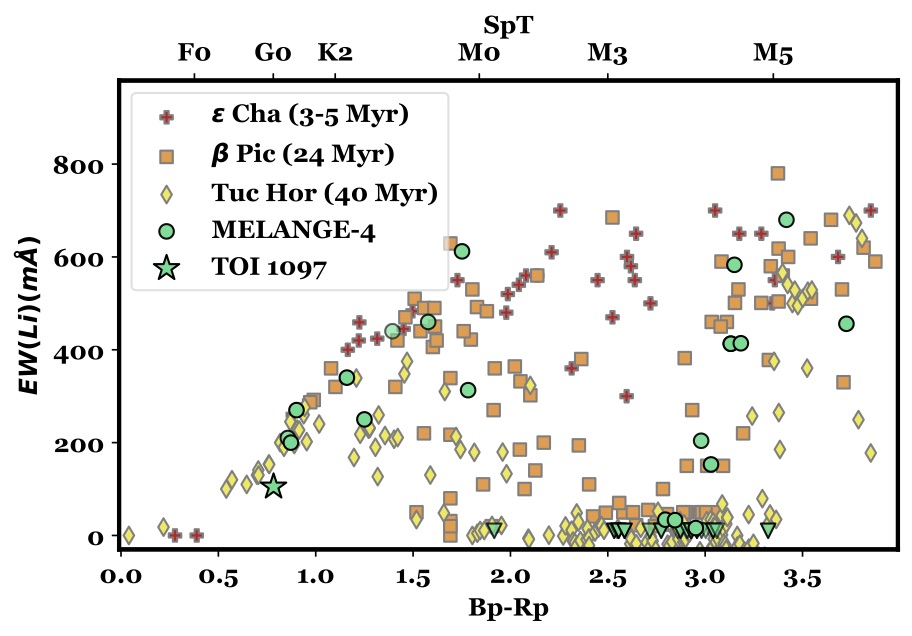 SpT
F0 G0 K2 M0 M3 M5
ε Cha (3-5 Myr)
β Pic (24 Myr)
Tuc Hor (40 Myr)
MELANGE-4
TOI 1097
EW(Li)(mÅ)
800
600
400
200
0
0.0 0.5 1.0 1.5 2.0 2.5 3.0 3.5
Bp-Rp